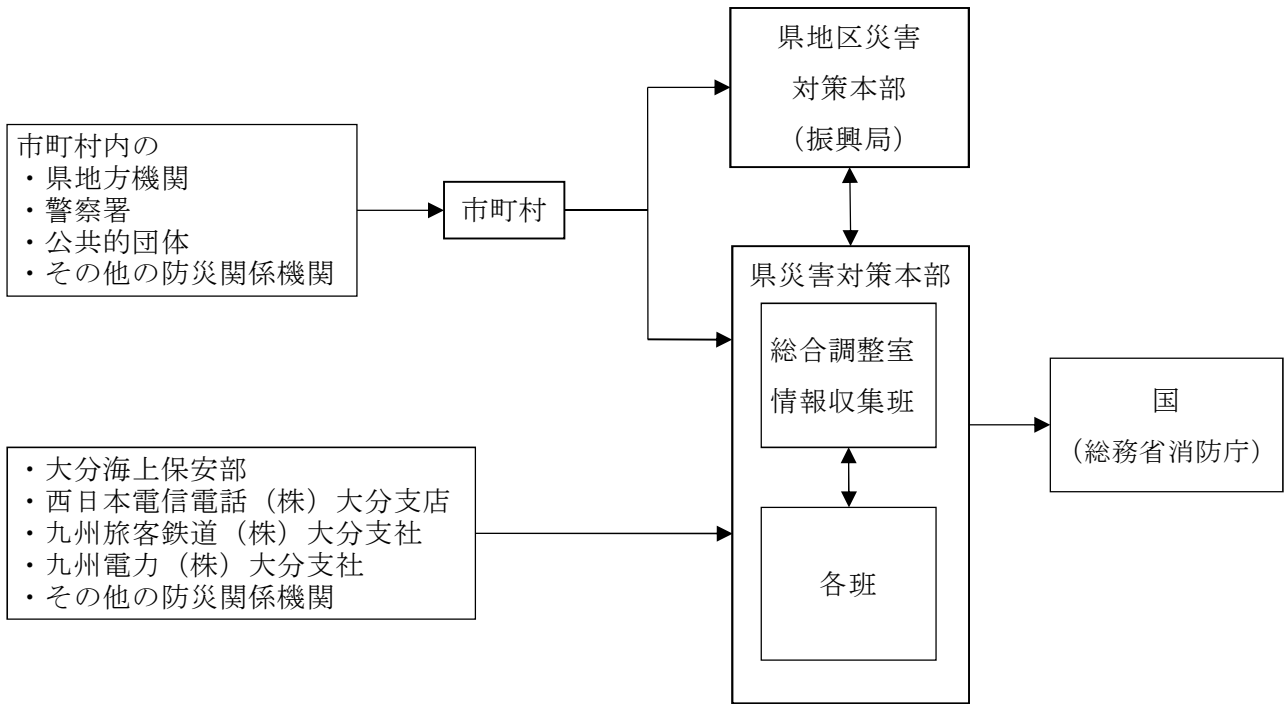 県地区災害
対策本部
（振興局）
市町村内の
・県地方機関
・警察署
・公共的団体
・その他の防災関係機関
市町村
県災害対策本部
総合調整室
情報収集班
国
（総務省消防庁）
・大分海上保安部
・西日本電信電話（株）大分支店
・九州旅客鉄道（株）大分支社
・九州電力（株）大分支社
・その他の防災関係機関
各班